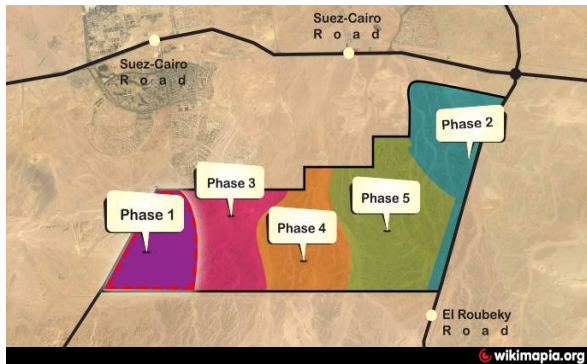 Suez-Cairo
Road
Suez-Cairo
Road
Phase 2
Phase 3
Phase 1
Phase 5
Phase 4
El Roubeky
Road
wikimapia.org